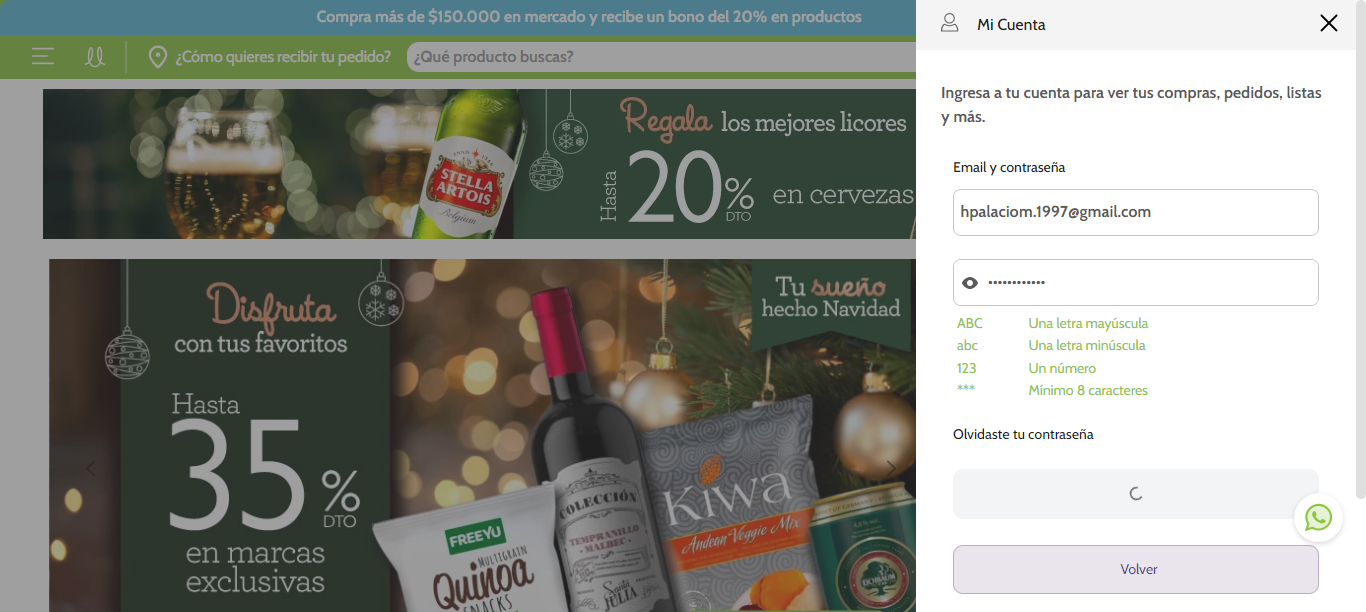 Compra más de $150.000 en mercado y recibe un bono del 20% en productos
¿Cómo quieres recibir tu pedido?
¿Qué producto buscas?
Regala los mejores licores
Hasta
20%
DTO
en cervezas
STELLA
ARTOIS
Belgium
Disfruta
con tus favoritos
Hasta
35%
DTO
en marcas
exclusivas
Tu sueño
hecho Navidad
COLECCIÓN
TEMPRANILLO
MALBEC
Santa
JULIA
FREEYU
MULTIGRAIN
Quinoa
SNACKS
KIWA
Andean Veggie Mix
EICHBAUM
Mi Cuenta
Ingresa a tu cuenta para ver tus compras, pedidos, listas
y más.
Email y contraseña
hpalaciom.1997@gmail.com
••••••••••••
ABC Una letra mayúscula
abc Una letra minúscula
123 Un número
*** Mínimo 8 caracteres
Olvidaste tu contraseña
Volver